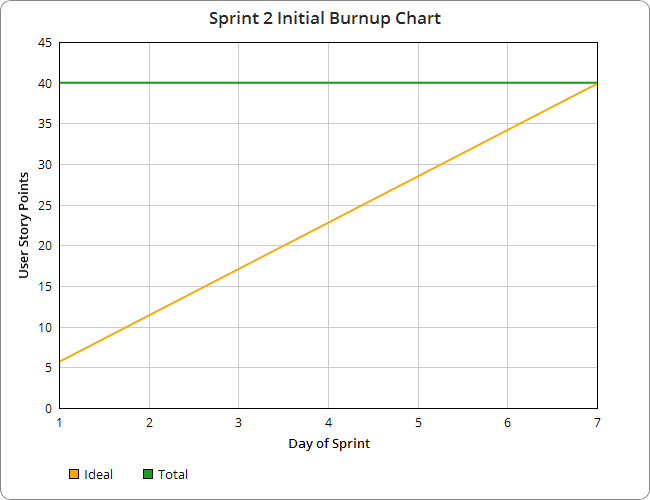 Sprint 2 Initial Burnup Chart
45
40
35
30
25
20
15
10
5
0
User Story Points
1 2 3 4 5 6 7
Day of Sprint
Ideal Total